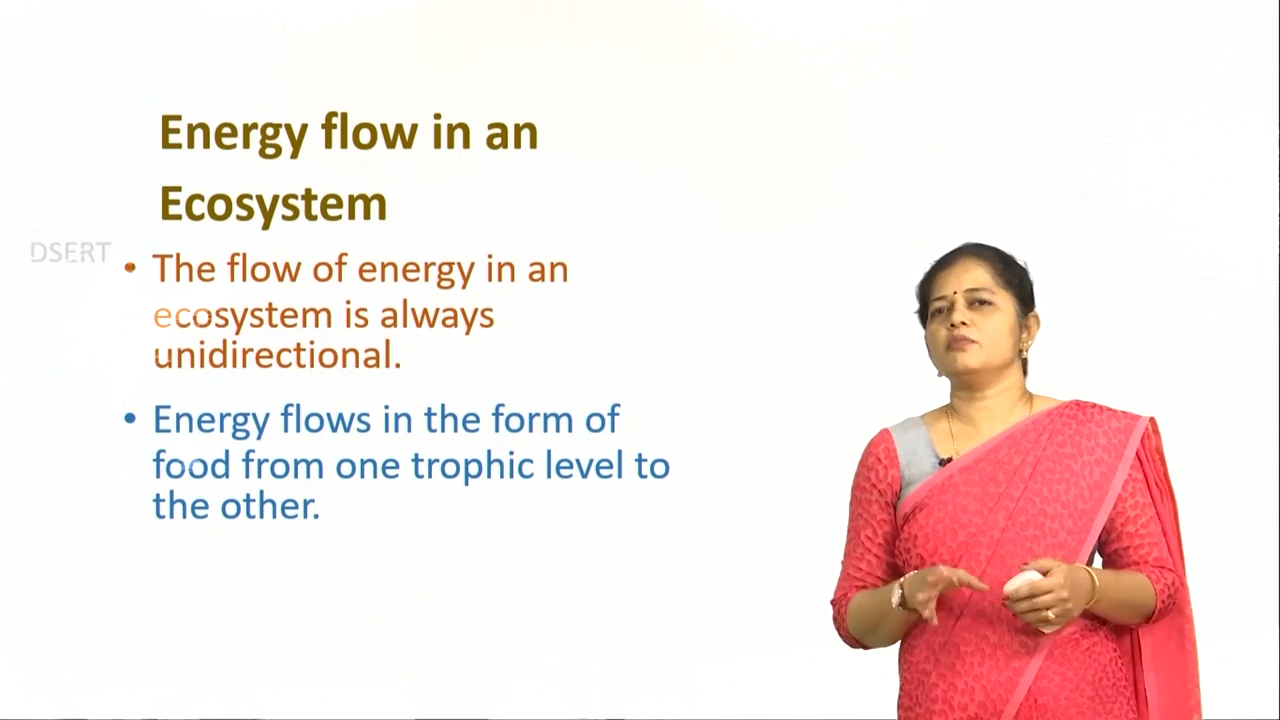 Energy flow in an
Ecosystem
DSERT
• The flow of energy in an
ecosystem is always
unidirectional.
• Energy flows in the form of
food from one trophic level to
the other.